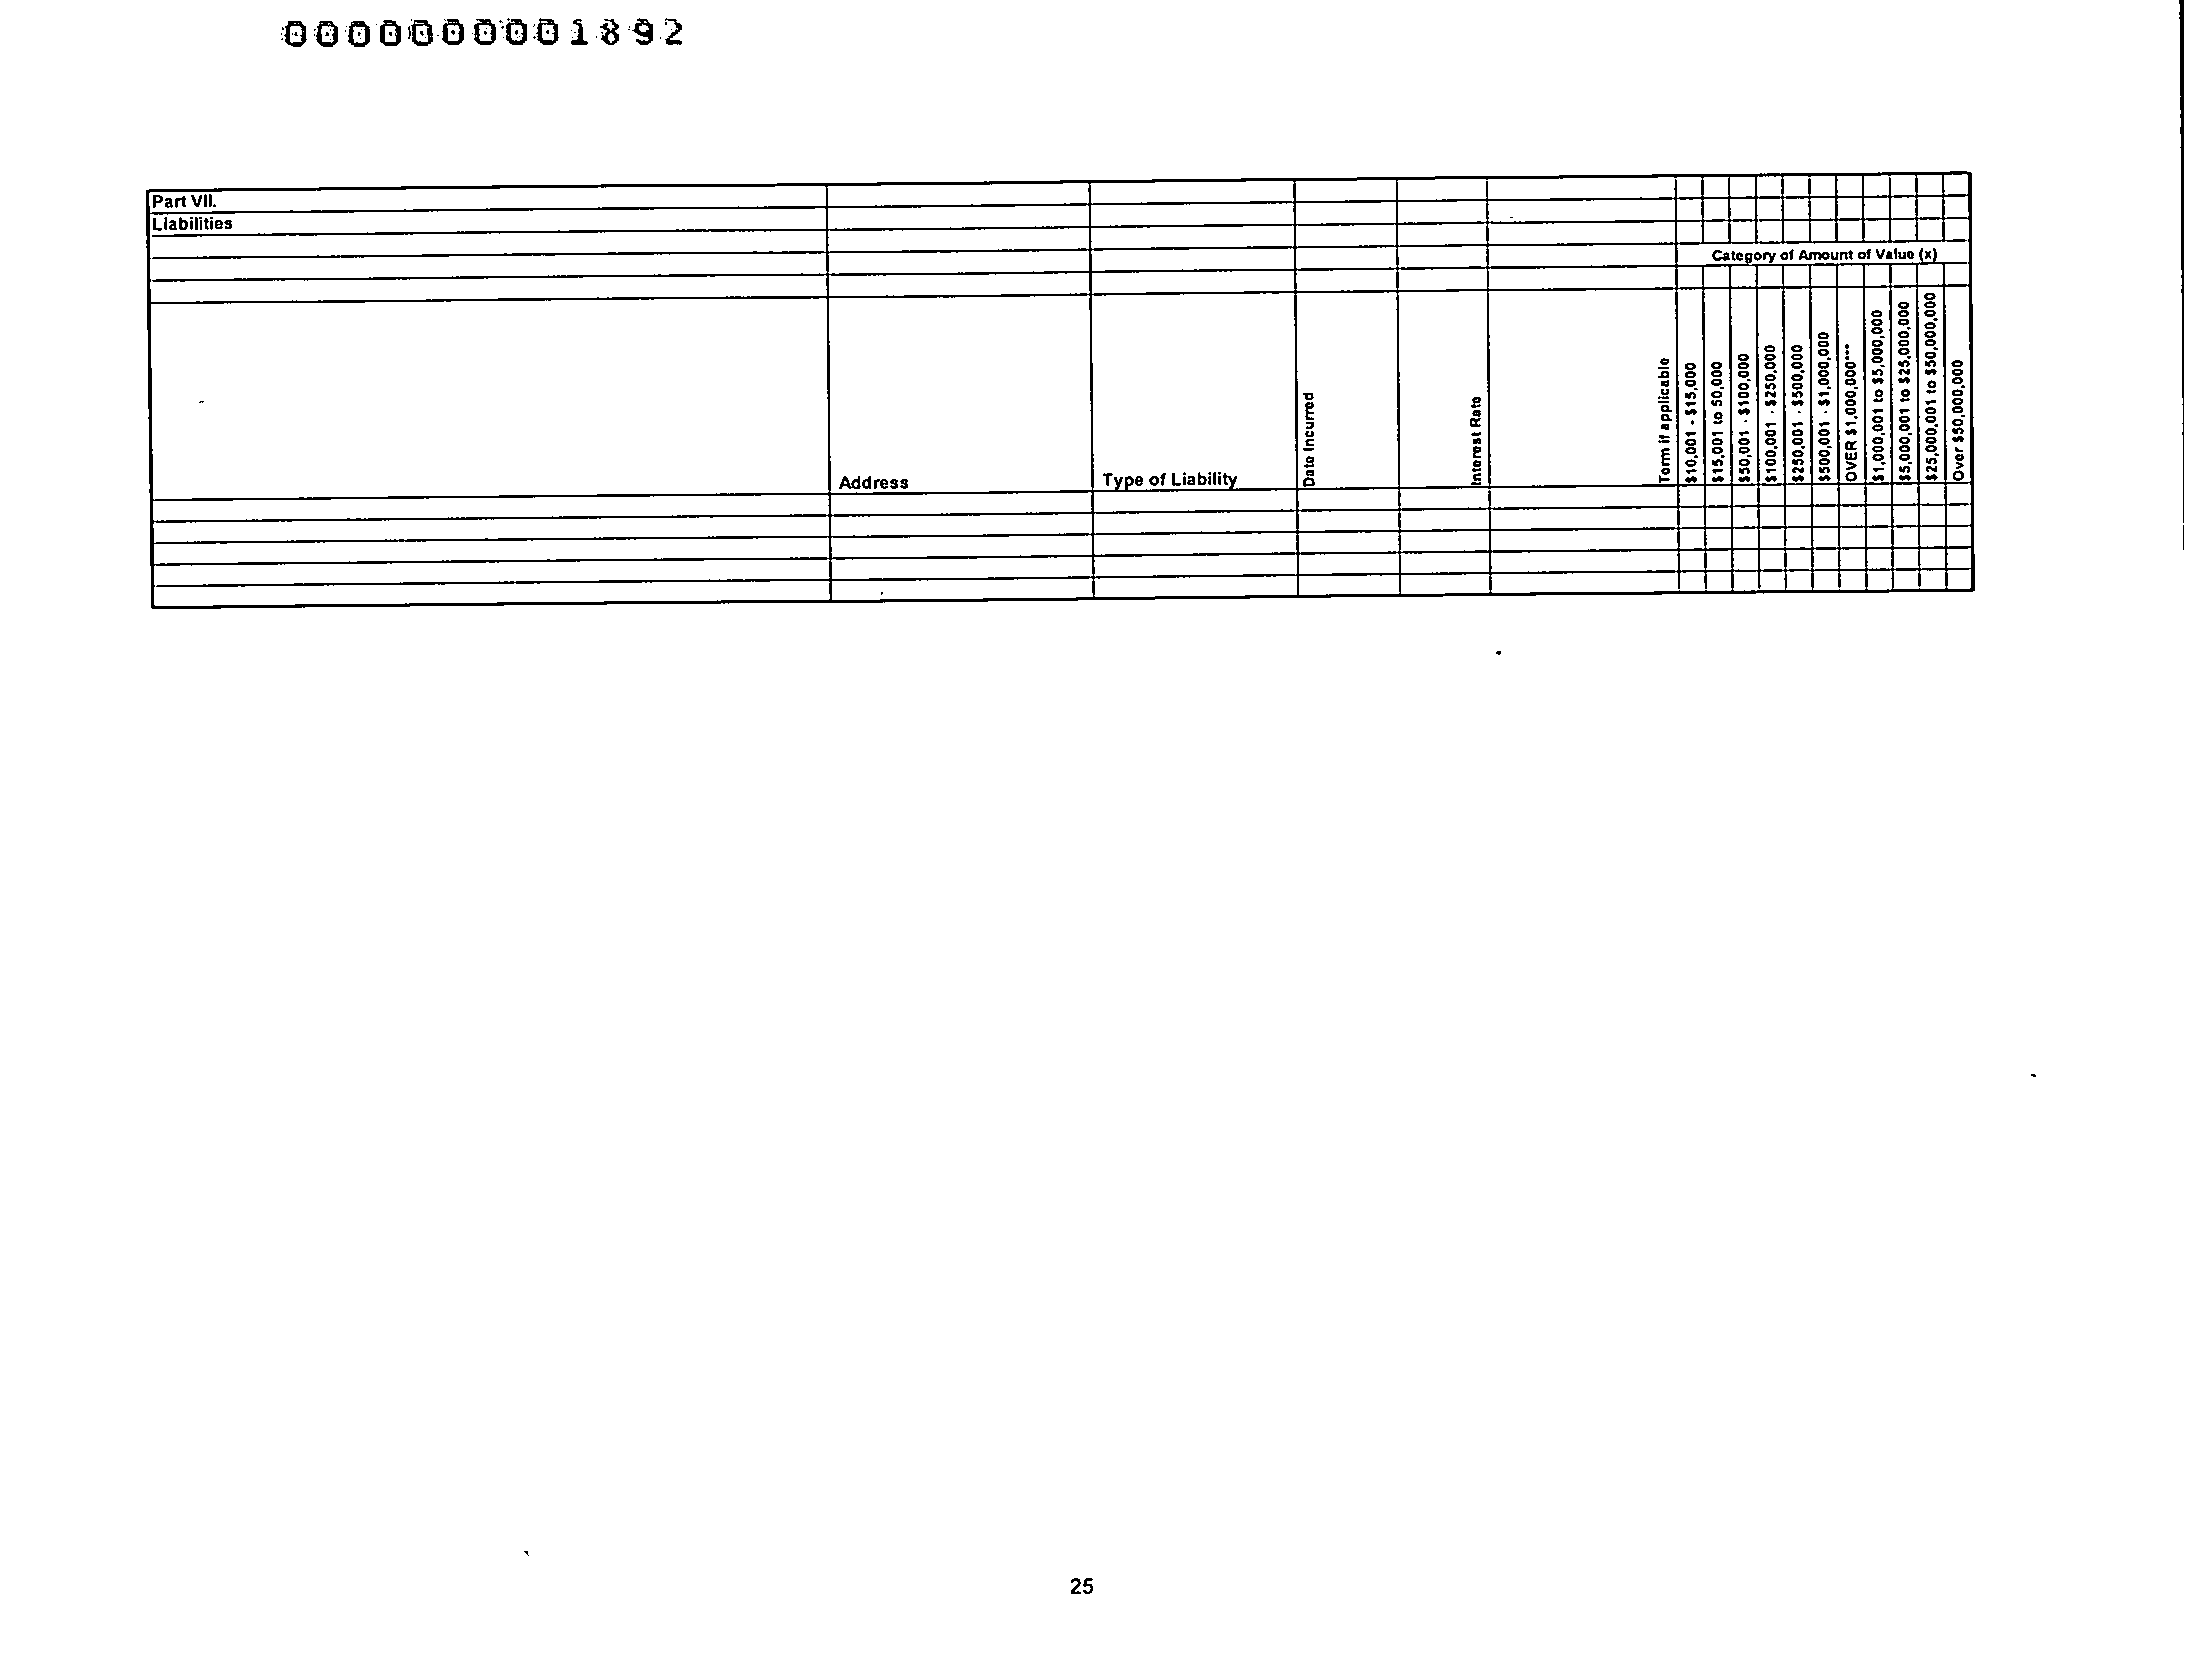 0000000001892
Part VII.
Liabilities
Category of Amount of Value (x)
Address
Type of Liability
Date Incurred
Interest Rate
Term if applicable
$10,001 - $15,000
$15,001 to 50,000
$50,001 - $100,000
$100,001 - $250,000
$250,001 - $500,000
$500,001 - $1,000,000
OVER $1,000,000***
$1,000,001 to $5,000,000
$5,000,001 to $25,000,000
$25,000,001 to $50,000,000
Over $50,000,000
25